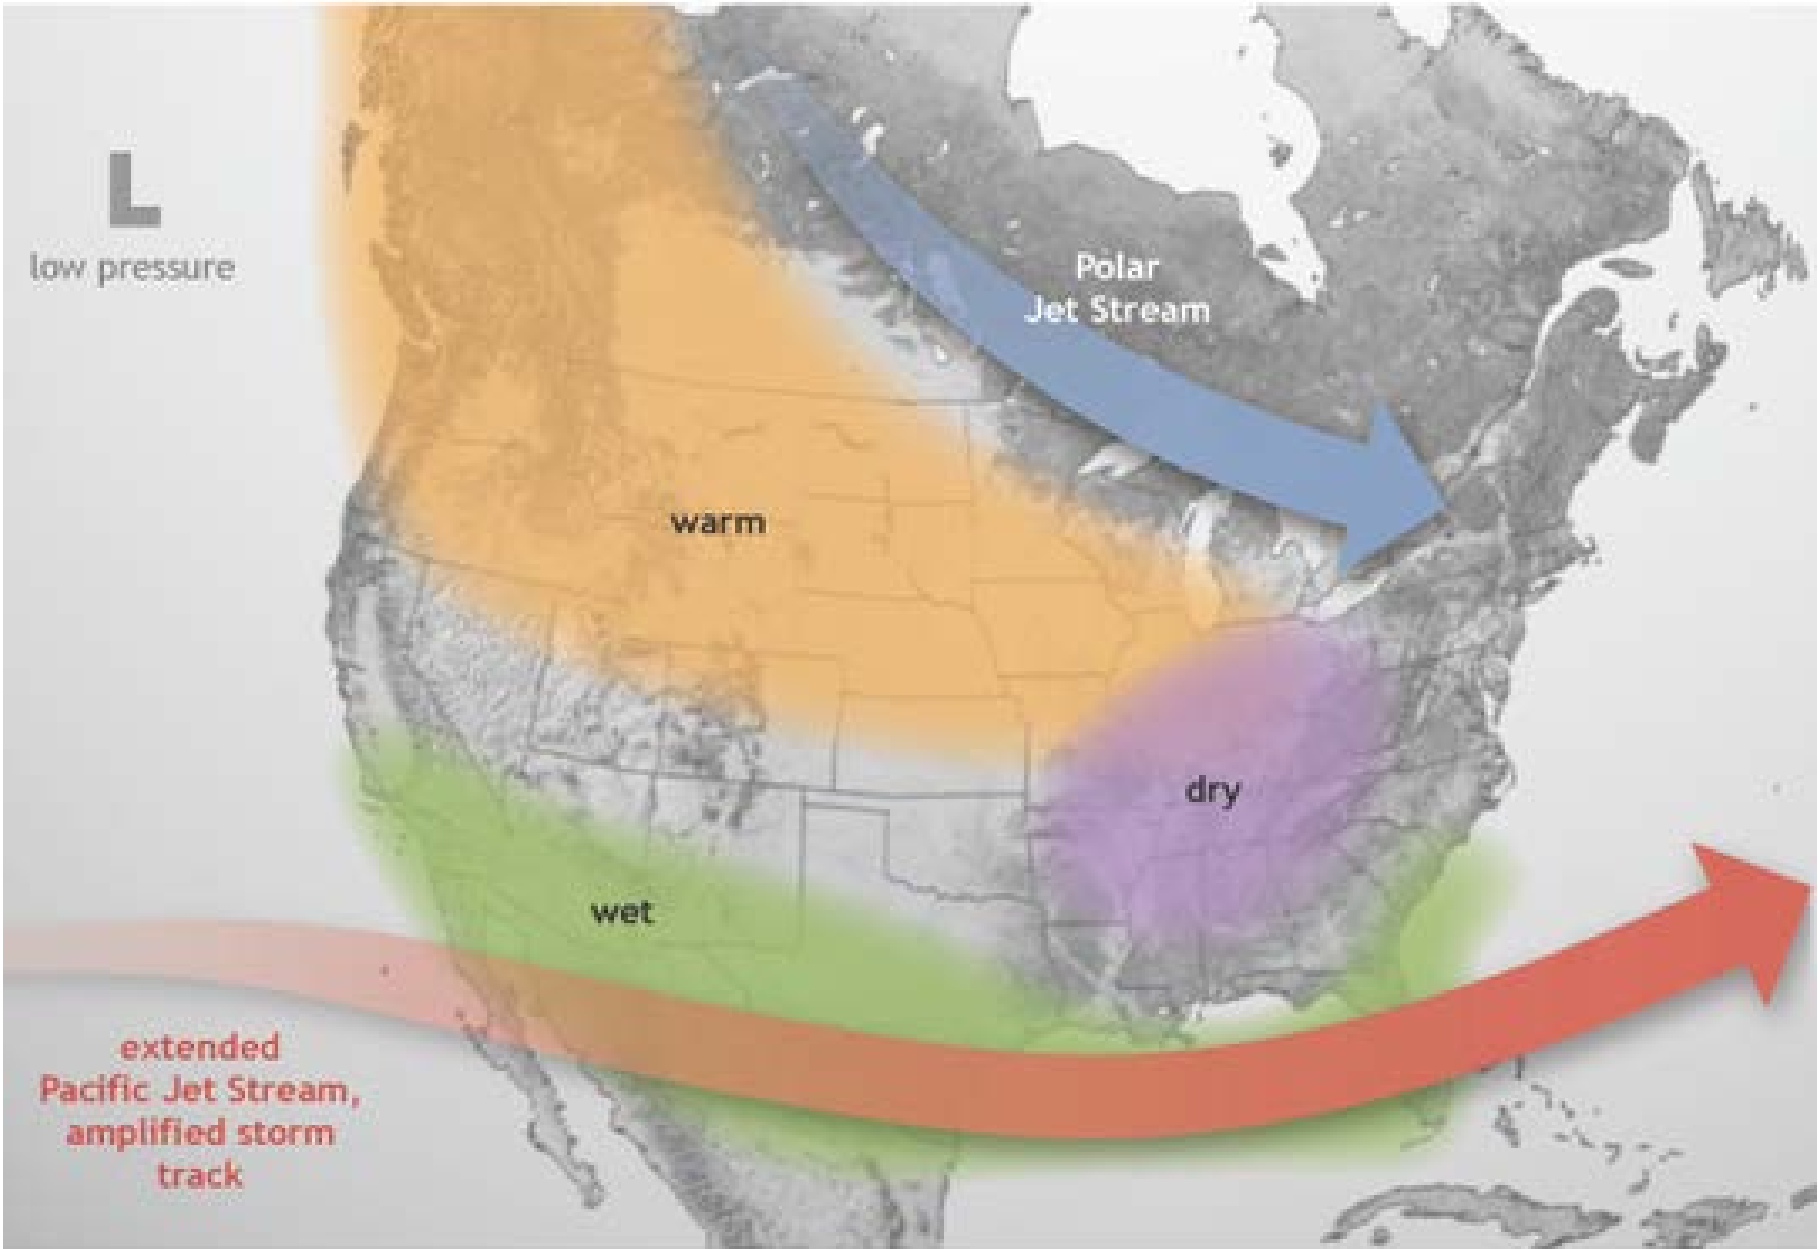 L
low pressure
Polar
Jet Stream
warm
dry
wet
extended
Pacific Jet Stream,
amplified storm
track